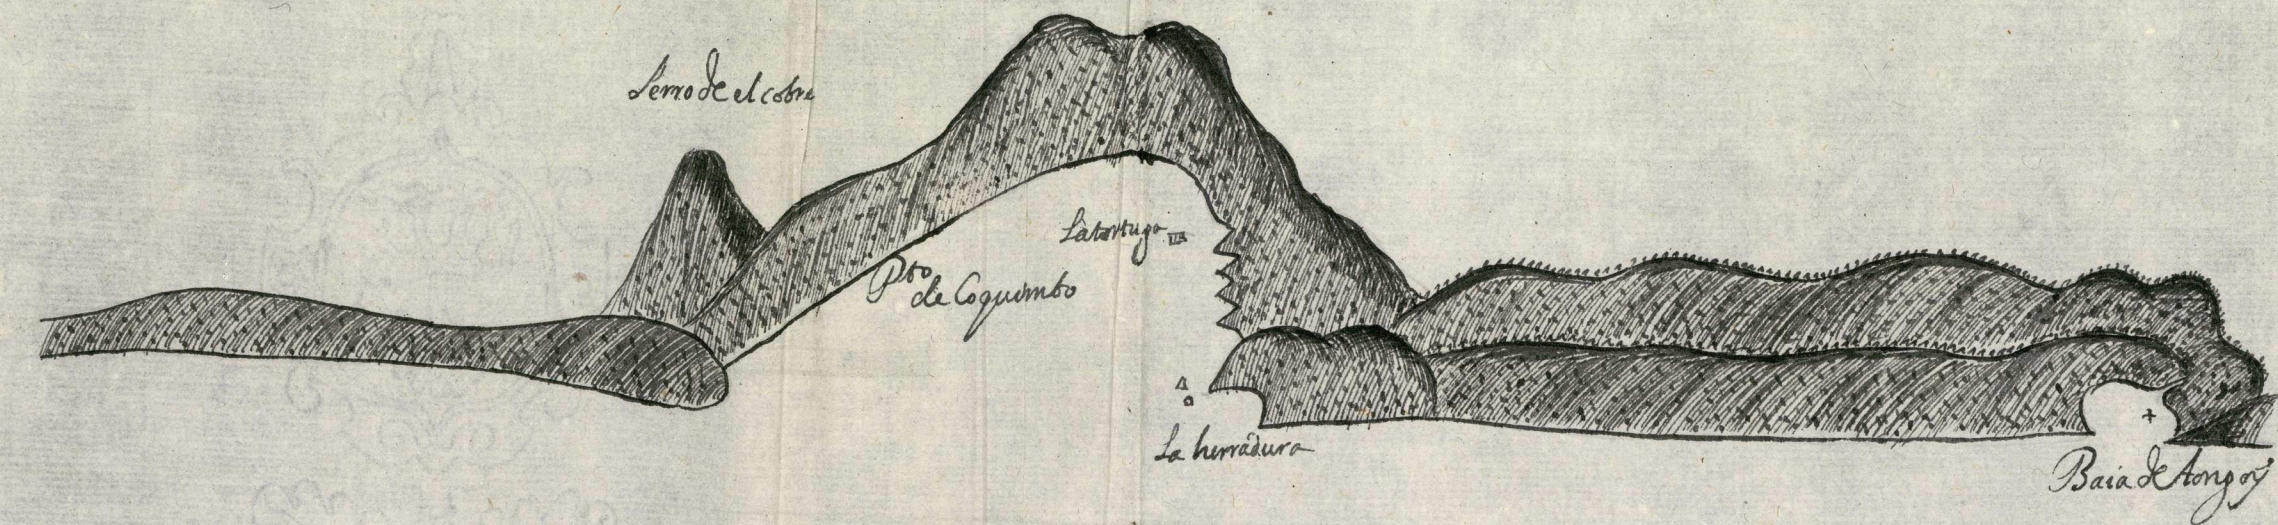 Serro de el cobre
La tortuga
Pto
de Coquimbo
La herradura
Baia de Tongoy